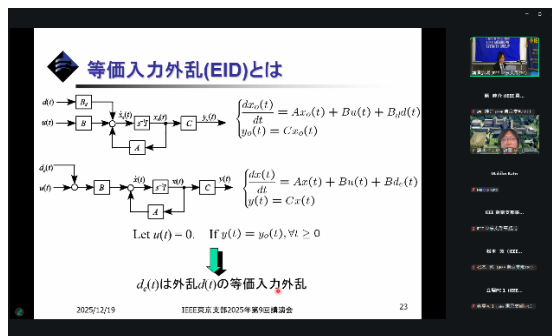 等価入力外乱(EID)とは
d(t) B_d
u(t) B ẋ_o(t) s⁻¹I x_o(t) C y_o(t)
A
dx_o(t)/dt = Ax_o(t) + Bu(t) + B_d d(t)
y_o(t) = Cx_o(t)
d_e(t)
u(t) B ẋ(t) s⁻¹I x(t) C y(t)
A
dx(t)/dt = Ax(t) + Bu(t) + Bd_e(t)
y(t) = Cx(t)
Let u(t) = 0. If y(t) = y_o(t), ∀t ≥ 0
d_e(t)は外乱d(t)の等価入力外乱
2025/12/19
IEEE東京支部2025年第9回講演会
23